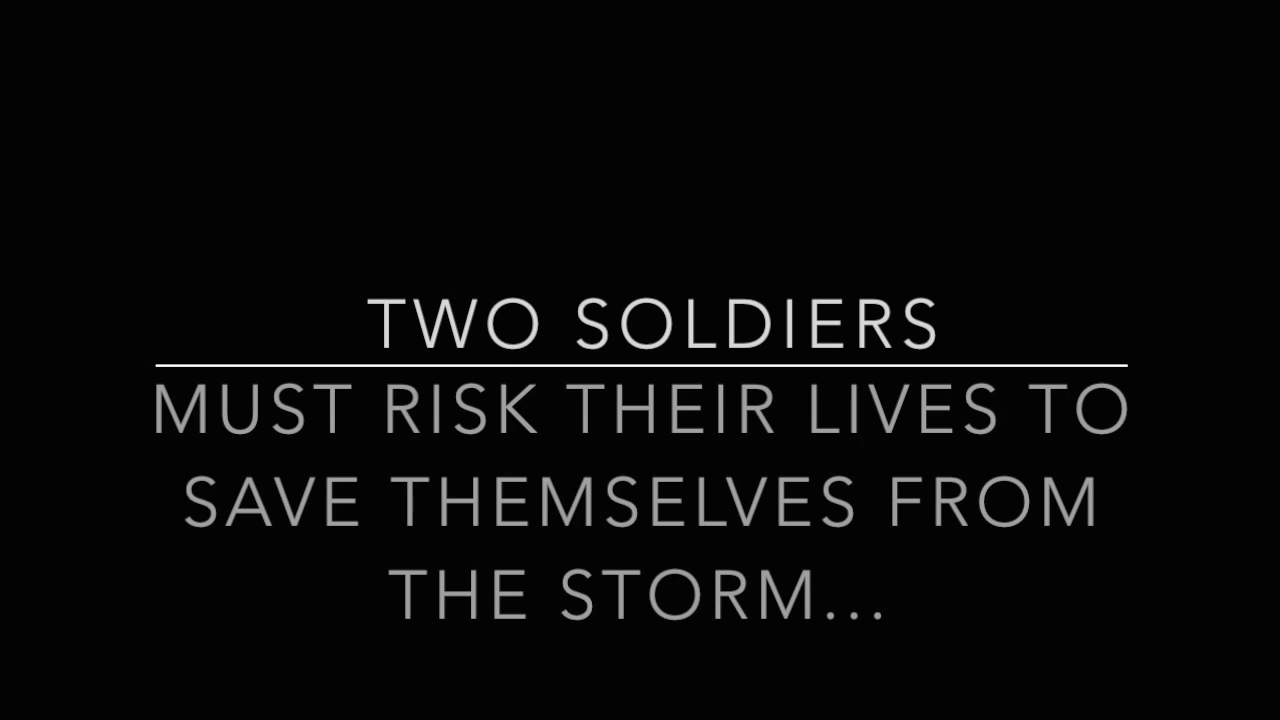 TWO SOLDIERS
MUST RISK THEIR LIVES TO
SAVE THEMSELVES FROM
THE STORM...